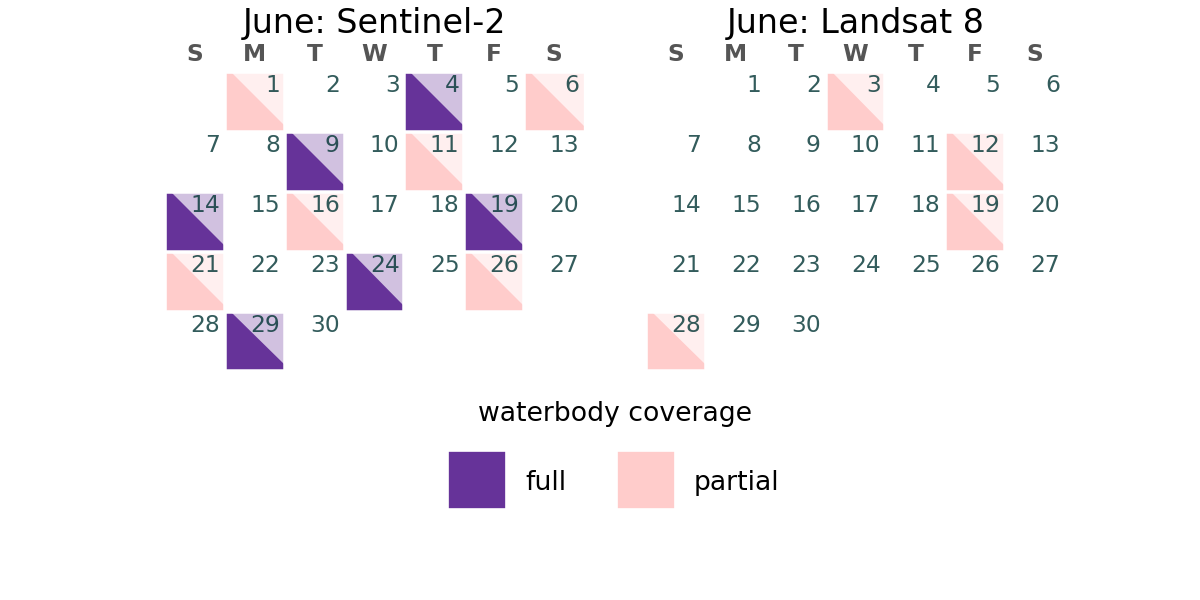 June: Sentinel-2
S M T W T F S
1 2 3 4 5 6
7 8 9 10 11 12 13
14 15 16 17 18 19 20
21 22 23 24 25 26 27
28 29 30
June: Landsat 8
S M T W T F S
1 2 3 4 5 6
7 8 9 10 11 12 13
14 15 16 17 18 19 20
21 22 23 24 25 26 27
28 29 30
waterbody coverage
full partial